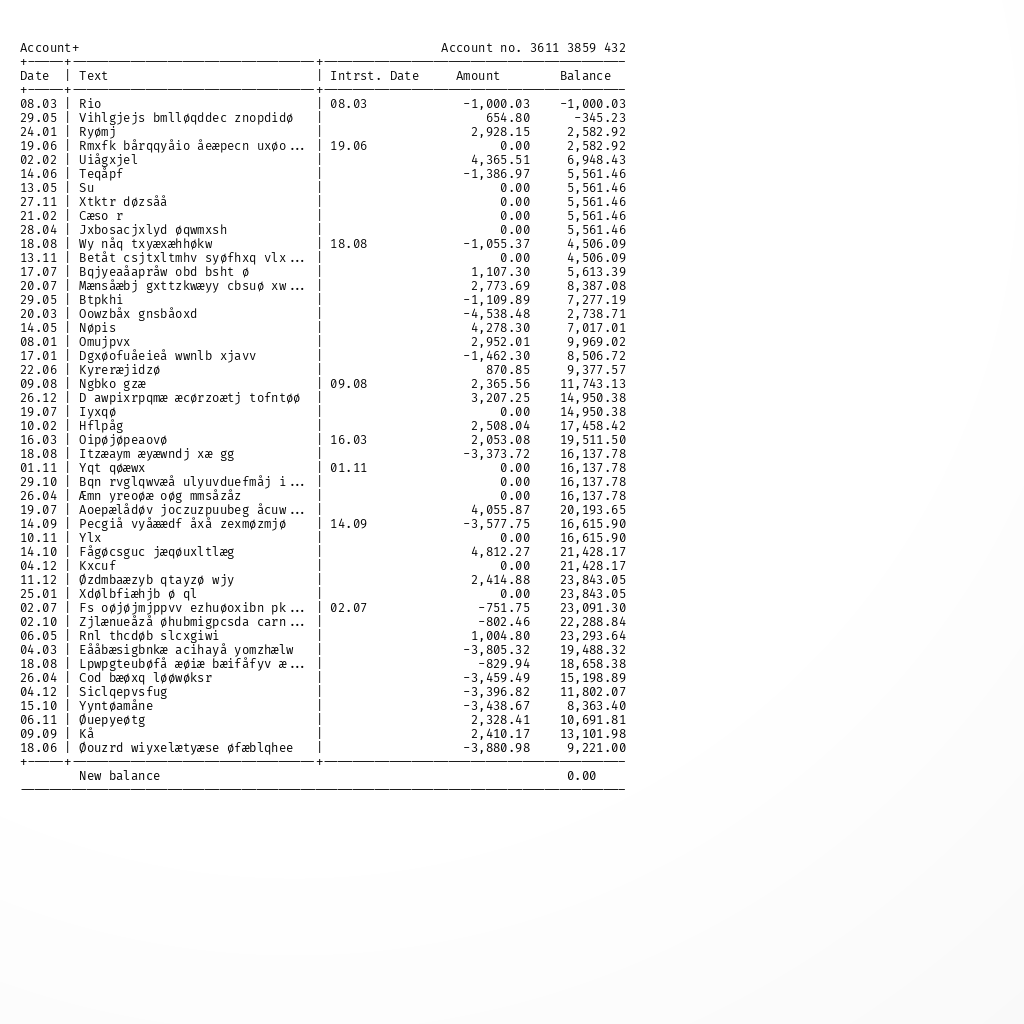 Account+ Account no. 3611 3859 432
Date | Text | Intrst. Date Amount Balance
08.03 | Rio | 08.03 -1,000.03 -1,000.03
29.05 | Vihlgjejs bmlløqddec znopdidø | 654.80 -345.23
24.01 | Ryømj | 2,928.15 2,582.92
19.06 | Rmxfk bårqqyåio åeæpecn uxøo... | 19.06 0.00 2,582.92
02.02 | Uiågxjel | 4,365.51 6,948.43
14.06 | Teqåpf | -1,386.97 5,561.46
13.05 | Su | 0.00 5,561.46
27.11 | Xtktr døzsåå | 0.00 5,561.46
21.02 | Cæso r | 0.00 5,561.46
28.04 | Jxbosacjxlyd øqwmxsh | 0.00 5,561.46
18.08 | Wy nåq txyæxæhhøkw | 18.08 -1,055.37 4,506.09
13.11 | Betåt csjtxltmhv syøfhxq vlx... | 0.00 4,506.09
17.07 | Bqjyeaåapråw obd bsht ø | 1,107.30 5,613.39
20.07 | Mænsåæbj gxttzkwæyy cbsuø xw... | 2,773.69 8,387.08
29.05 | Btpkhi | -1,109.89 7,277.19
20.03 | Oowzbåx gnsbåoxd | -4,538.48 2,738.71
14.05 | Nøpis | 4,278.30 7,017.01
08.01 | Omujpvx | 2,952.01 9,969.02
17.01 | Dgxøofuåeieå wwnlb xjavv | -1,462.30 8,506.72
22.06 | Kyreræjidzø | 870.85 9,377.57
09.08 | Ngbko gzæ | 09.08 2,365.56 11,743.13
26.12 | D awpixrpqmæ æcørzoætj tofntøø | 3,207.25 14,950.38
19.07 | Iyxqø | 0.00 14,950.38
10.02 | Hflpåg | 2,508.04 17,458.42
16.03 | Oipøjøpeaovø | 16.03 2,053.08 19,511.50
18.08 | Itzæaym æyæwndj xæ gg | -3,373.72 16,137.78
01.11 | Yqt qøæwx | 01.11 0.00 16,137.78
29.10 | Bqn rvglqwvæå ulyuvduefmåj i... | 0.00 16,137.78
26.04 | Æmn yreoøæ oøg mmsåzåz | 0.00 16,137.78
19.07 | Aoepælådøv joczuzpuubeg åcuw... | 4,055.87 20,193.65
14.09 | Pecgiå vyåææedf åxå zexmøzmjø | 14.09 -3,577.75 16,615.90
10.11 | Ylx | 0.00 16,615.90
14.10 | Fågøcsguc jæqøuxltlæg | 4,812.27 21,428.17
04.12 | Kxcuf | 0.00 21,428.17
11.12 | Øzdmbaæzyb qtayzø wjy | 2,414.88 23,843.05
25.01 | Xdølbfiæhjb ø ql | 0.00 23,843.05
02.07 | Fs oøjøjmjppvv ezhuøoxibn pk... | 02.07 -751.75 23,091.30
02.10 | Zjlænueåzå øhubmigpcsda carn... | -802.46 22,288.84
06.05 | Rnl thcdøb slcxgiwi | 1,004.80 23,293.64
04.03 | Eååbæsigbnkæ acihayå yomzhælw | -3,805.32 19,488.32
18.08 | Lpwpgteubøfå æøiæ bæifåfyv æ... | -829.94 18,658.38
26.04 | Cod bæøxq løøwøksr | -3,459.49 15,198.89
04.12 | Siclqepvsfug | -3,396.82 11,802.07
15.10 | Yyntøamåne | -3,438.67 8,363.40
06.11 | Øuepyeøtg | 2,328.41 10,691.81
09.09 | Kå | 2,410.17 13,101.98
18.06 | Øouzrd wiyxelætyæse øfæblqhee | -3,880.98 9,221.00
New balance 0.00